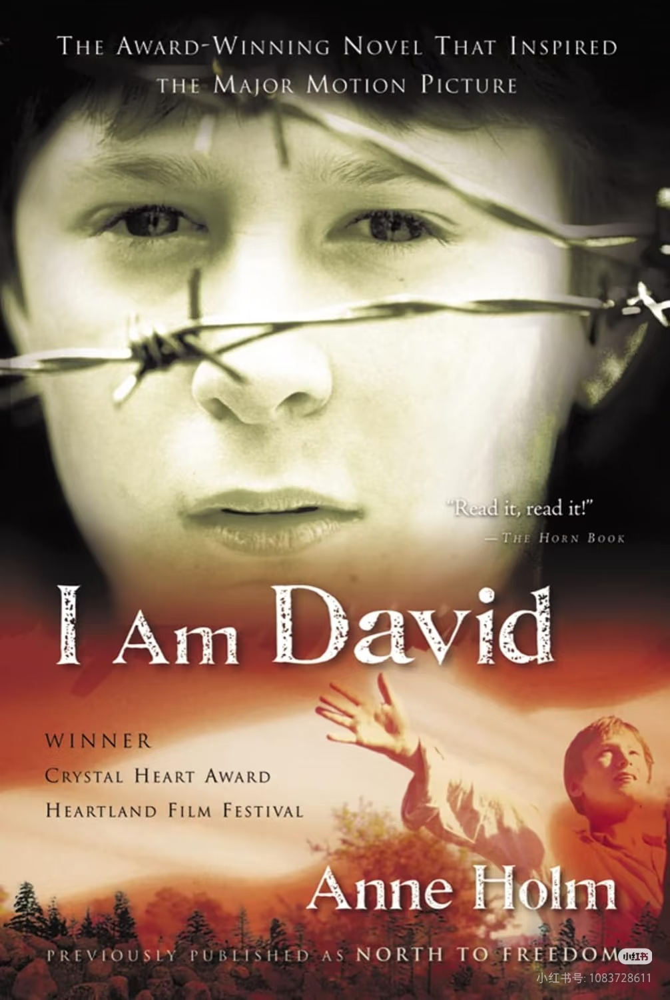 The Award-Winning Novel That Inspired
the Major Motion Picture
“Read it, read it!”
—The Horn Book
I Am David
WINNER
Crystal Heart Award
Heartland Film Festival
Anne Holm
PREVIOUSLY PUBLISHED AS NORTH TO FREEDOM
小红书
小红书号: 1083728611